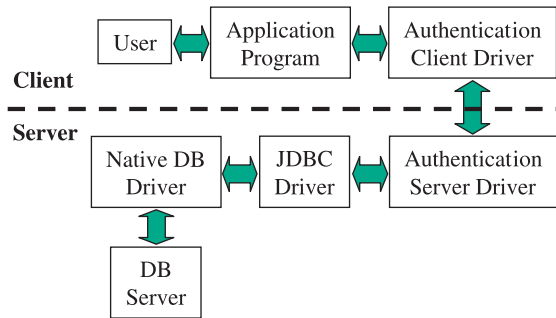 User
Application
Program
Authentication
Client Driver
Client
Server
Native DB
Driver
JDBC
Driver
Authentication
Server Driver
DB
Server